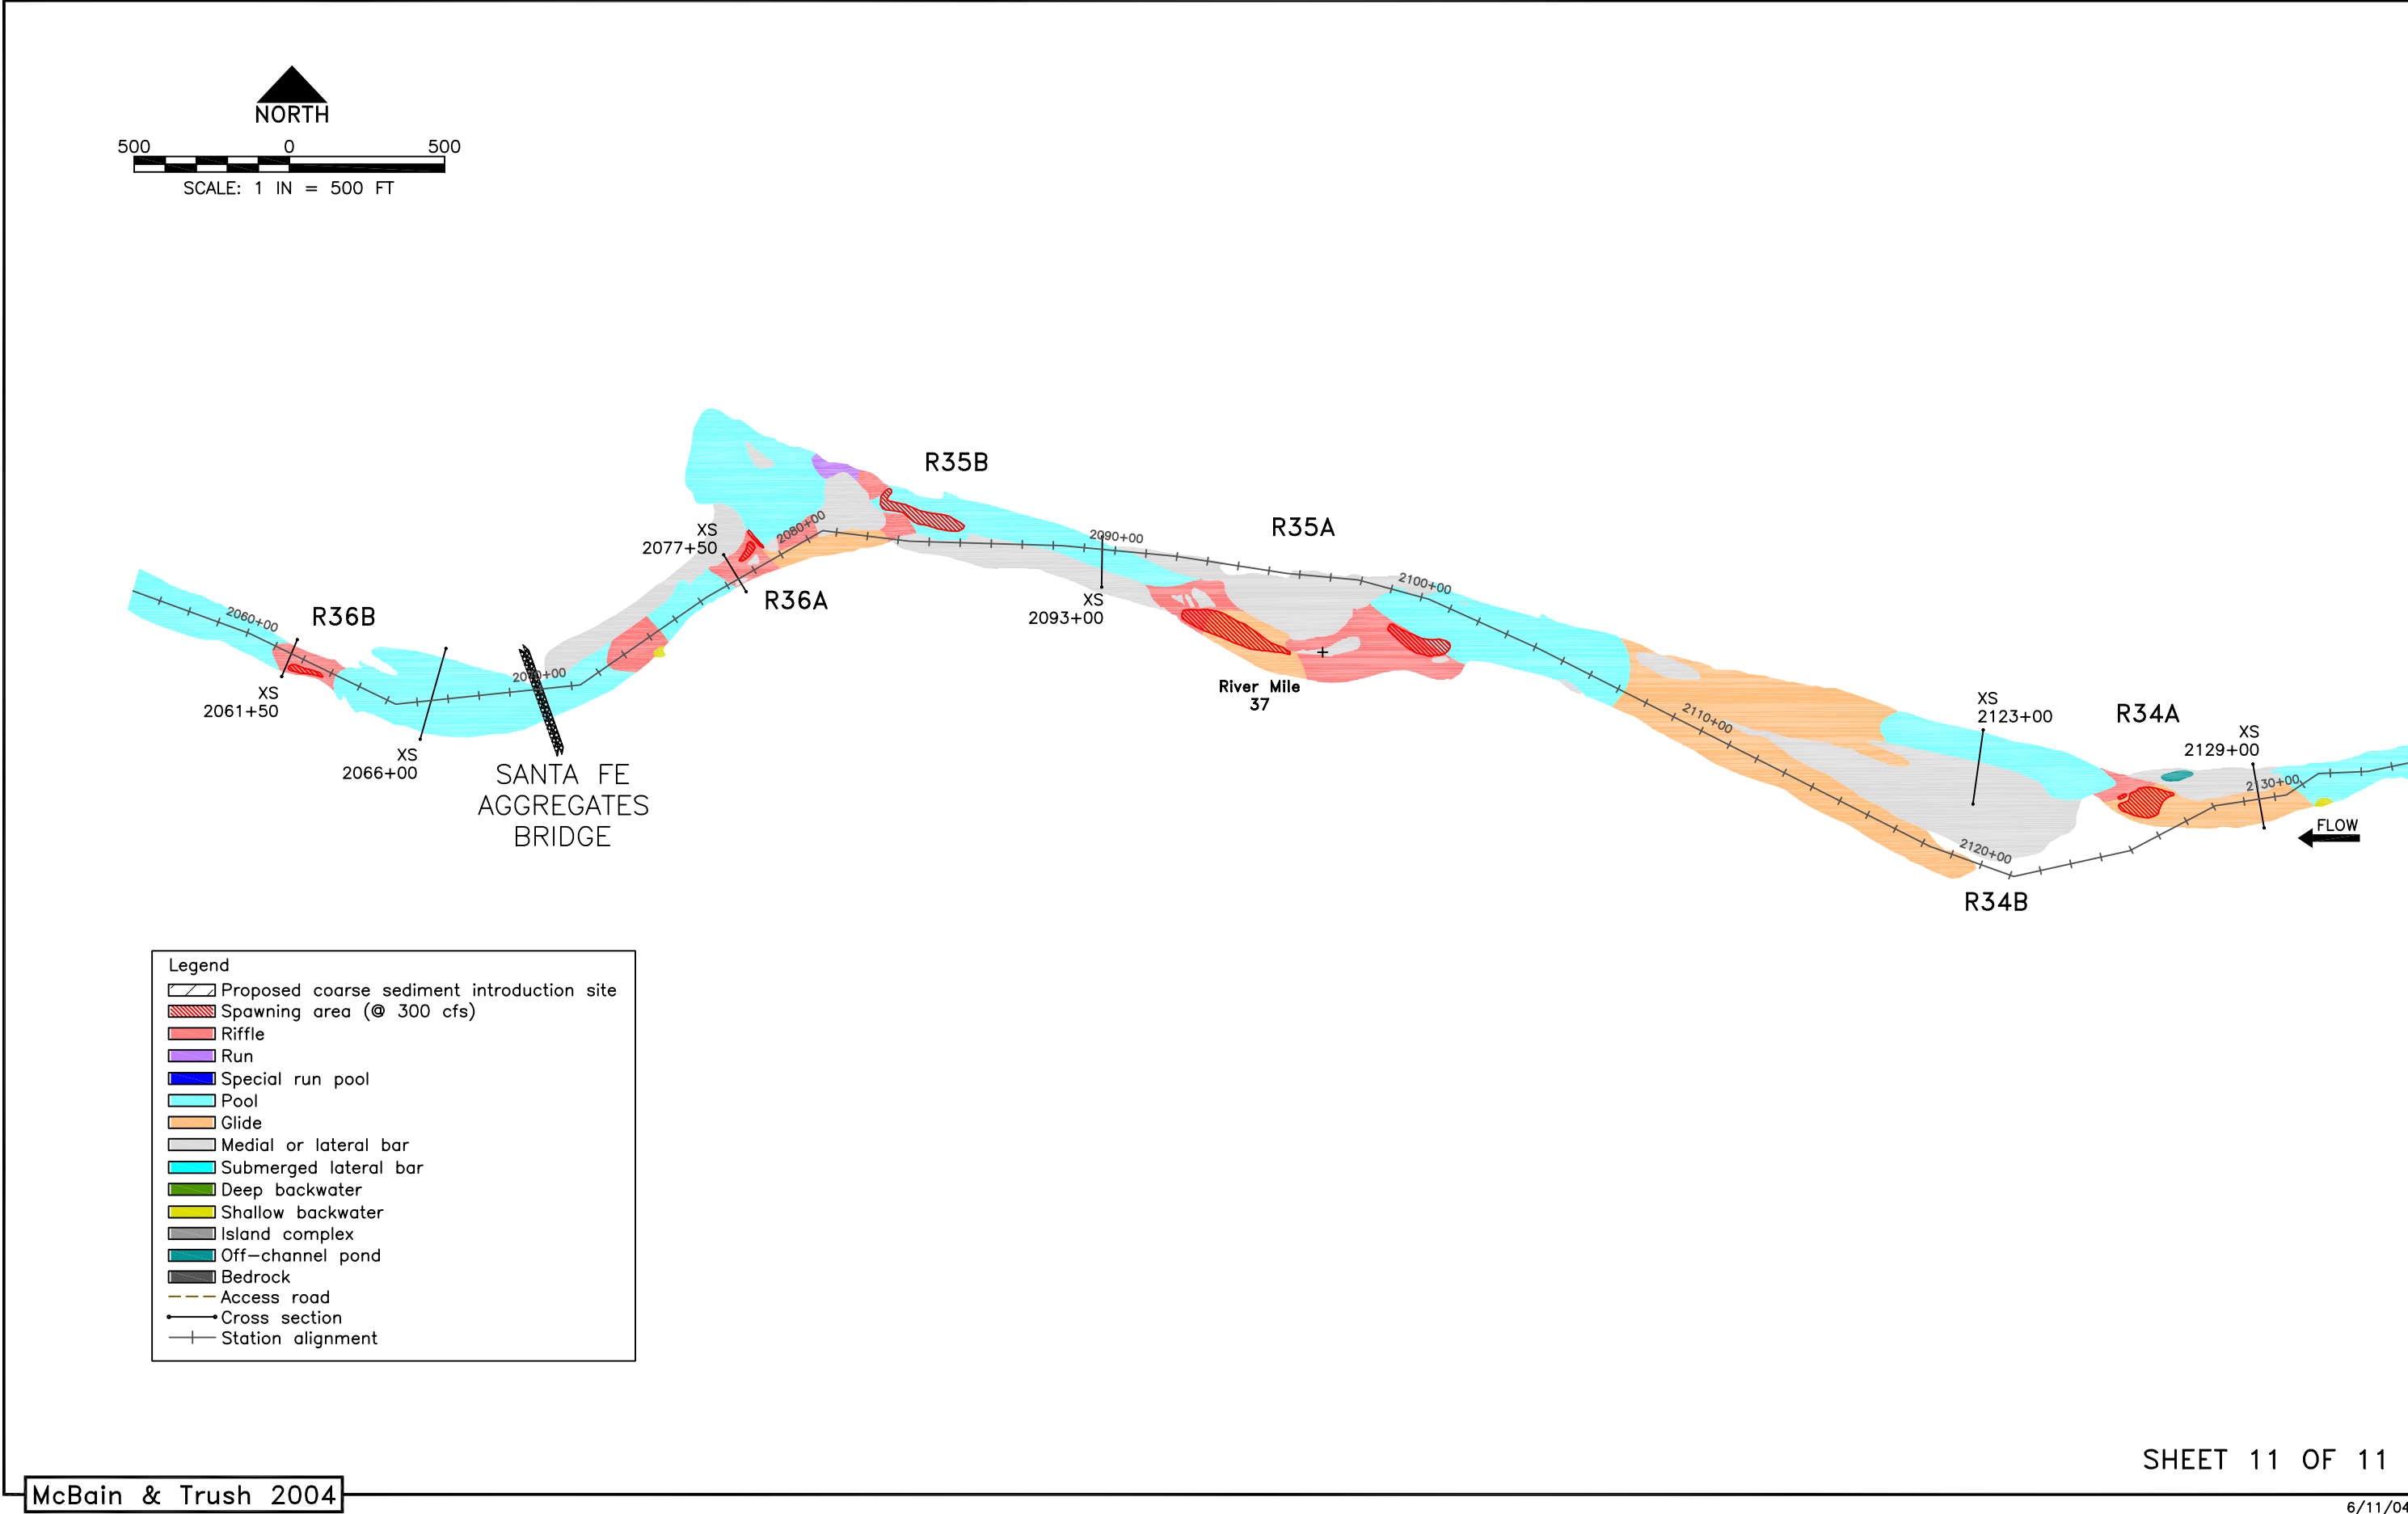 NORTH
500 0 500
SCALE: 1 IN = 500 FT
R35B
R35A
2080+00
2090+00
XS
2077+50
2100+00
R36A
XS
2093+00
R36B
2060+00
XS
2061+50
2070+00
XS
2066+00
SANTA FE
AGGREGATES
BRIDGE
River Mile
37
2110+00
XS
2123+00
R34A
XS
2129+00
2130+00
FLOW
2120+00
R34B
Legend
Proposed coarse sediment introduction site
Spawning area (@ 300 cfs)
Riffle
Run
Special run pool
Pool
Glide
Medial or lateral bar
Submerged lateral bar
Deep backwater
Shallow backwater
Island complex
Off-channel pond
Bedrock
Access road
Cross section
Station alignment
SHEET 11 OF 11
McBain & Trush 2004
6/11/04